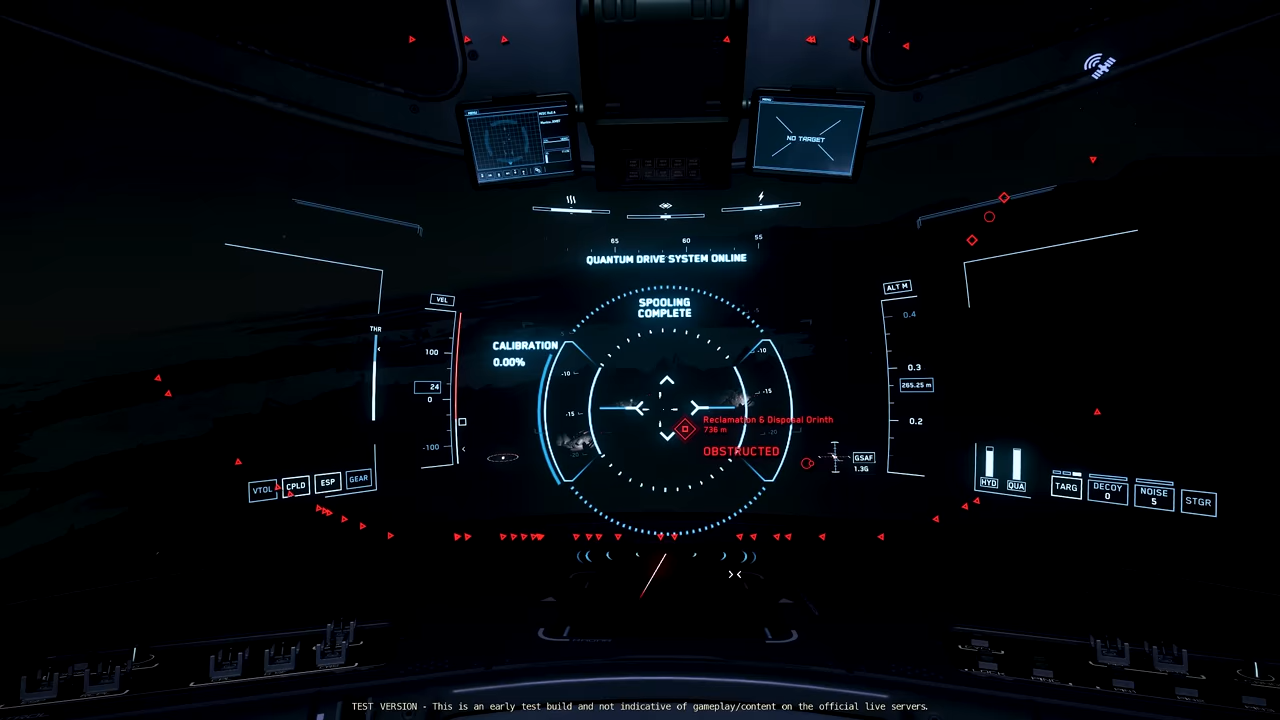 NO TARGET
65 60 55
QUANTUM DRIVE SYSTEM ONLINE
SPOOLING
COMPLETE
CALIBRATION
0.00%
VEL
100
24
0
-100
THR
ALT M
0.4
0.3
265.25 m
0.2
-10 -10
-15 -15
-20 -20
Reclamation & Disposal Orinth
736 m
OBSTRUCTED
GSAF
1.3G
VTOL CPLD ESP GEAR
HYD QUA
TARG
DECOY
0
NOISE
5
STGR
TEST VERSION - This is an early test build and not indicative of gameplay/content on the official live servers.